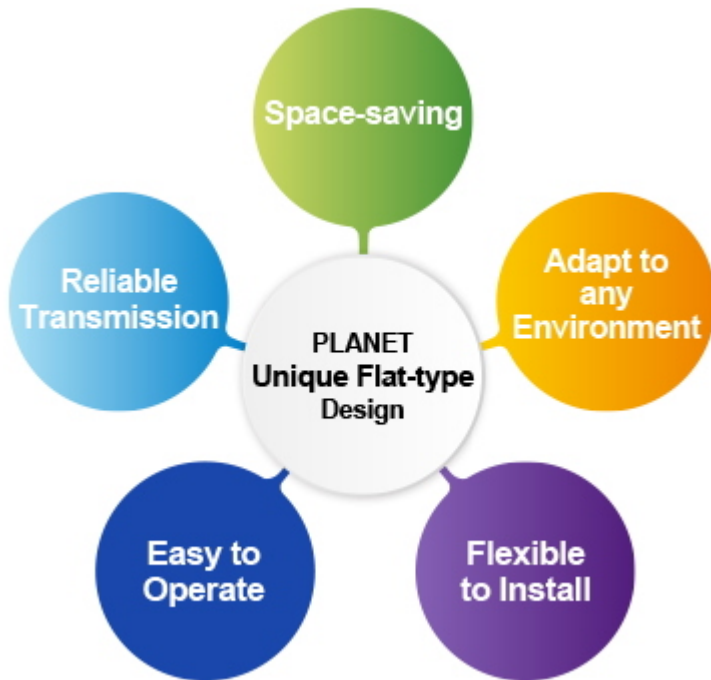 Space-saving
Adapt to
any
Environment
Flexible
to Install
Easy to
Operate
Reliable
Transmission
PLANET
Unique Flat-type
Design